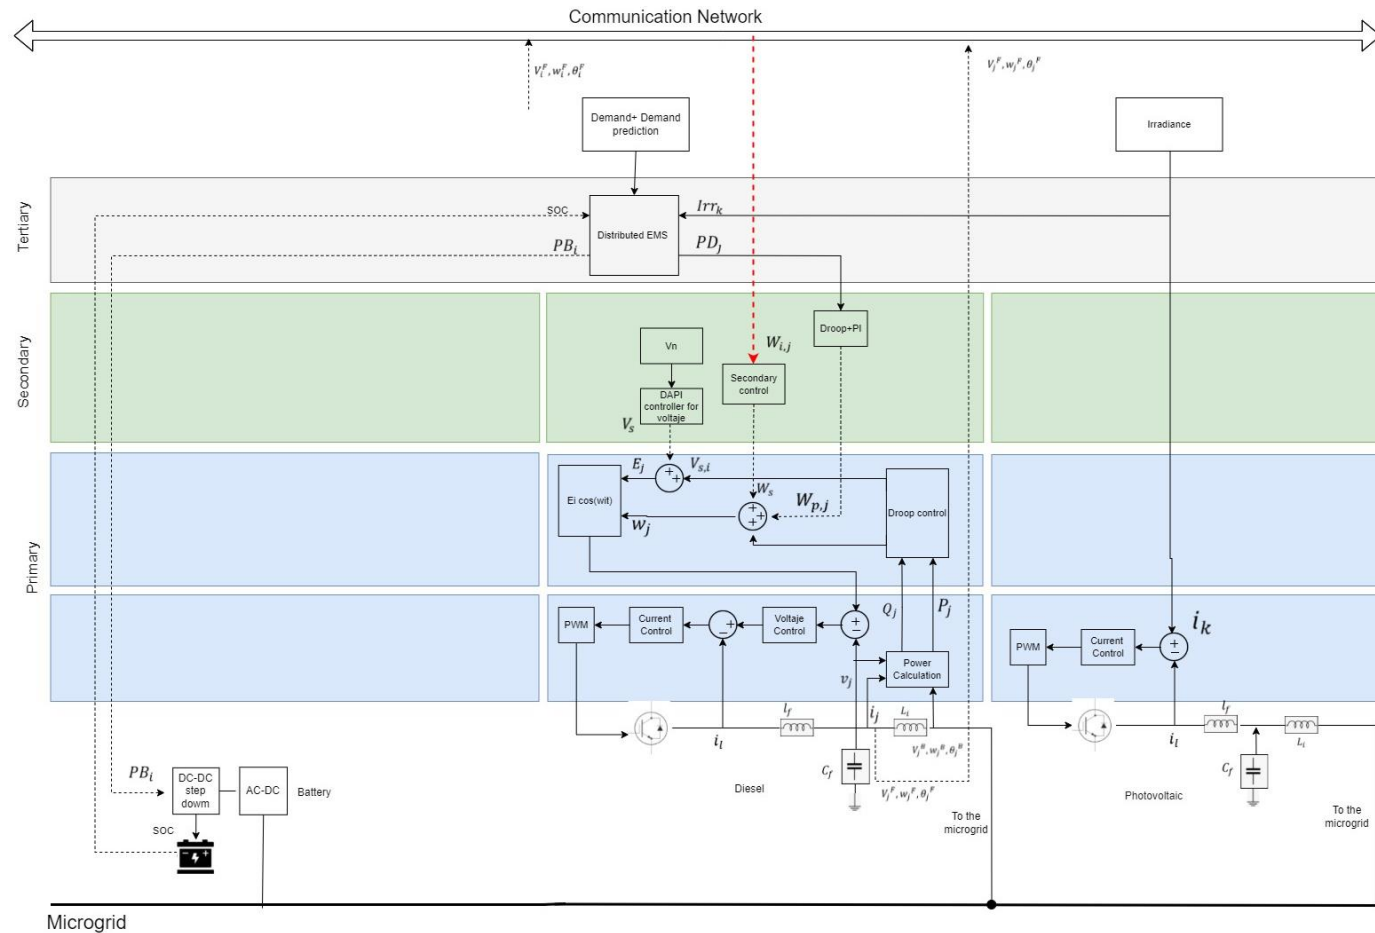 Communication Network
V_i^F, w_i^F, θ_i^F
V_j^F, w_j^F, θ_j^F
Demand+ Demand
prediction
Irradiance
Tertiary
SOC
Irr_k
Distributed EMS
PB_i
PD_J
Secondary
Droop+PI
Vn
W_{i,j}
Secondary
control
DAPI
controller for
voltaje
V_s
Primary
E_j
V_{s,i}
+
+
W_s
Ei cos(wit)
W_{p,j}
w_j
+
+
+
Droop control
Q_j
P_j
PWM
Current
Control
+
−
Voltaje
Control
+
−
Power
Calculation
v_j
i_j
i_k
PWM
Current
Control
+
−
i_l
l_f
L_i
V_j^B, w_j^B, θ_j^B
C_f
V_j^F, w_j^F, θ_j^F
Diesel
To the
microgrid
i_l
l_f
L_i
C_f
Photovoltaic
To the
microgrid
PB_i
DC-DC
step
dowm
AC-DC
Battery
SOC
Microgrid